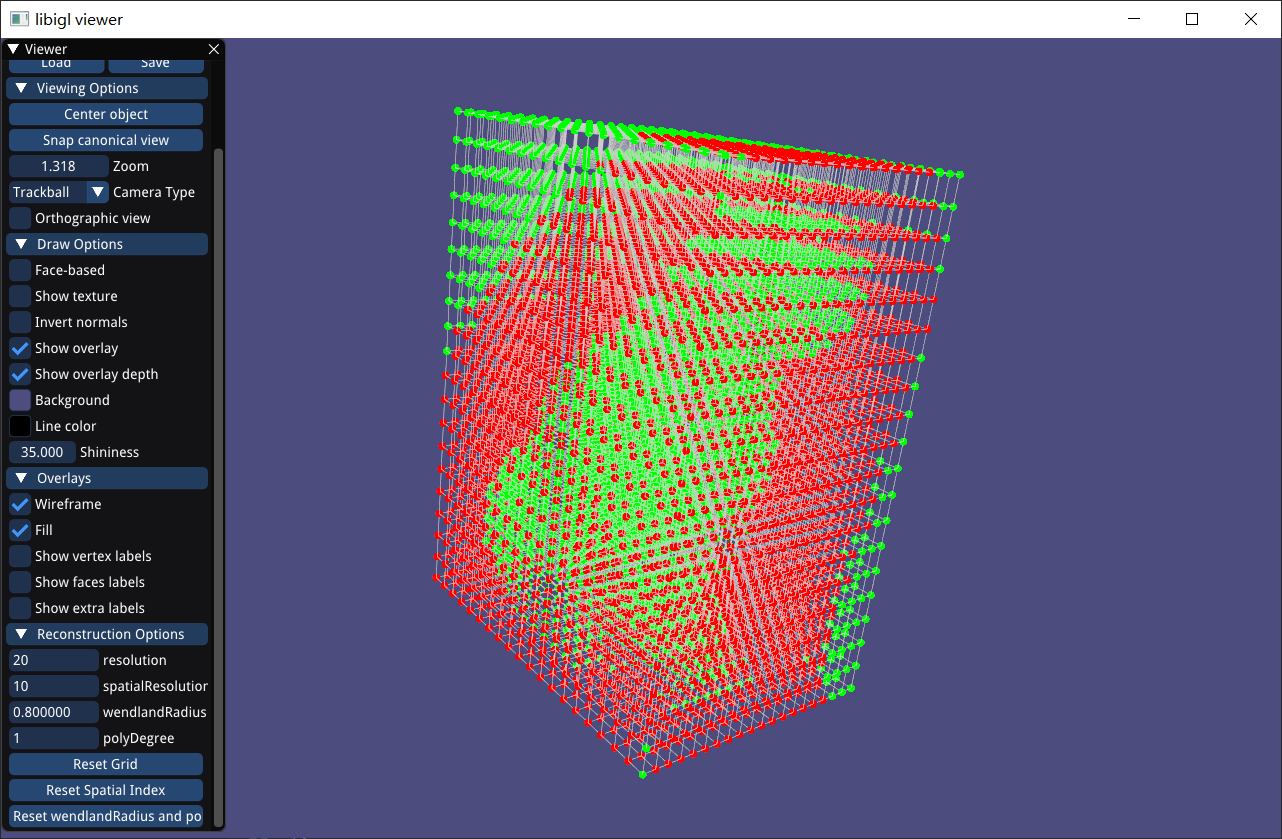 libigl viewer
Viewer
Load Save
Viewing Options
Center object
Snap canonical view
1.318 Zoom
Trackball Camera Type
Orthographic view
Draw Options
Face-based
Show texture
Invert normals
Show overlay
Show overlay depth
Background
Line color
35.000 Shininess
Overlays
Wireframe
Fill
Show vertex labels
Show faces labels
Show extra labels
Reconstruction Options
20 resolution
10 spatialResolution
0.800000 wendlandRadius
1 polyDegree
Reset Grid
Reset Spatial Index
Reset wendlandRadius and po